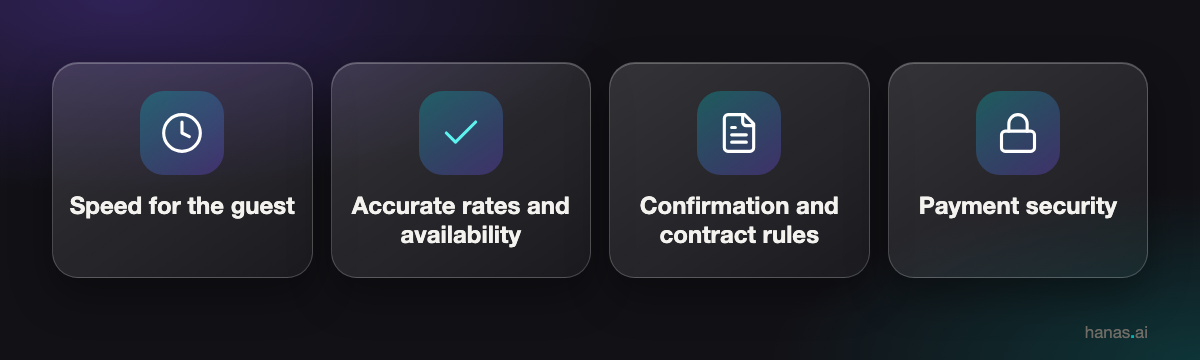 Speed for the guest
Accurate rates and
availability
Confirmation and
contract rules
Payment security
hanas.ai